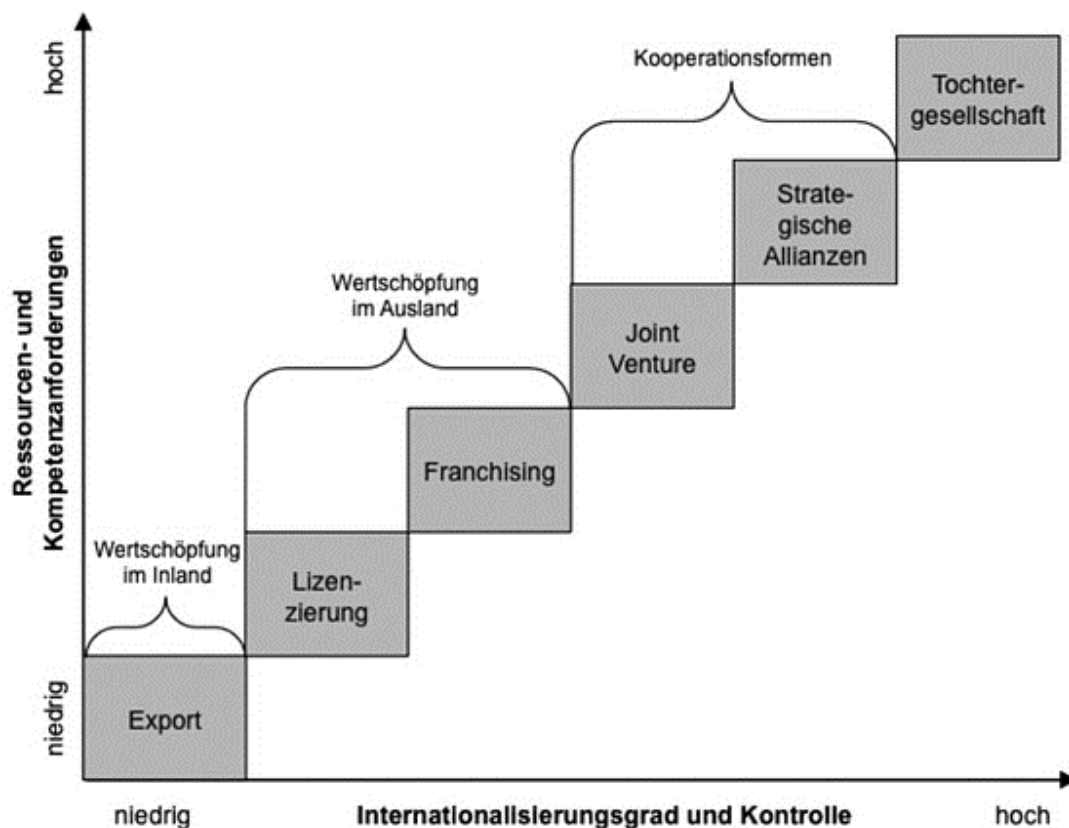 hoch
Kooperationsformen
Tochter-
gesellschaft
Strate-
gische
Allianzen
Wertschöpfung
im Ausland
Joint
Venture
Ressourcen- und
Kompetenzanforderungen
Franchising
Wertschöpfung
im Inland
Lizen-
zierung
niedrig
Export
niedrig
Internationalisierungsgrad und Kontrolle
hoch